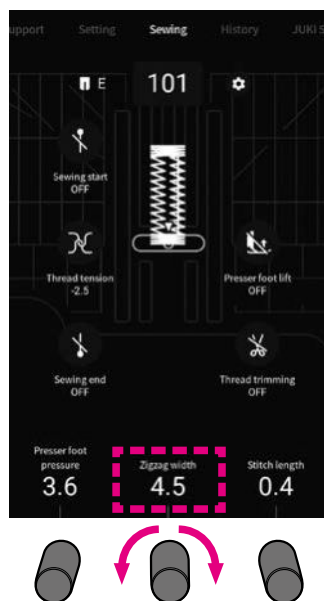 upport Setting Sewing History JUKI S
E 101
Sewing start
OFF
Thread tension
-2.5
Presser foot lift
OFF
Sewing end
OFF
Thread trimming
OFF
Presser foot
pressure
3.6
Zigzag width
4.5
Stitch length
0.4